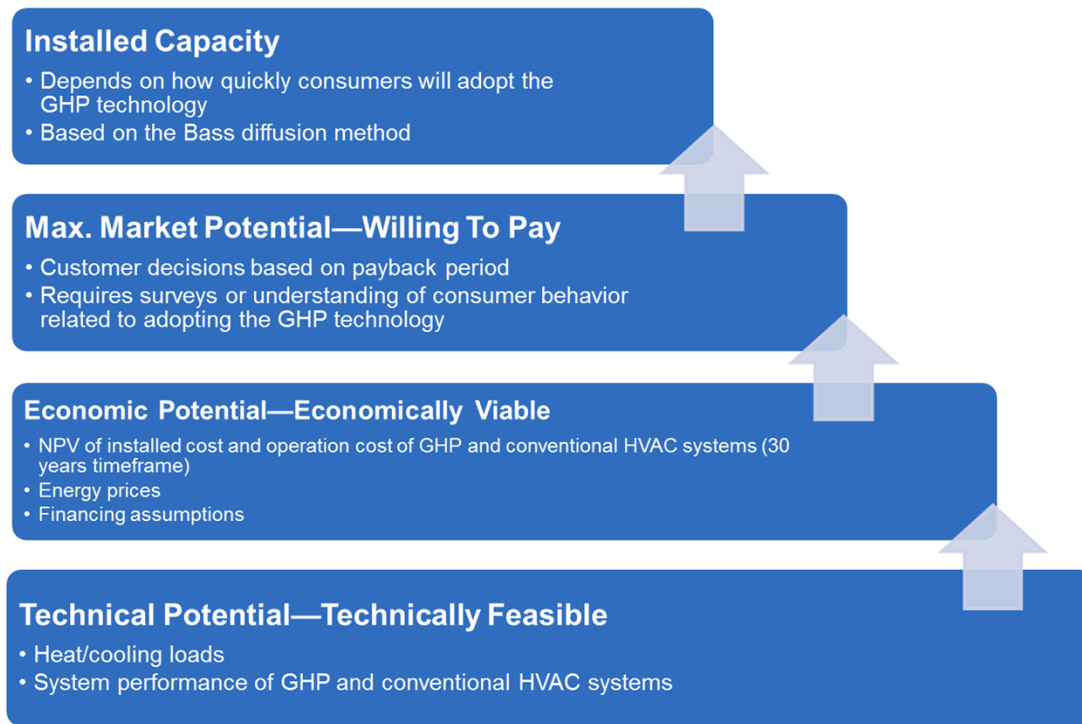 Installed Capacity
• Depends on how quickly consumers will adopt the
GHP technology
• Based on the Bass diffusion method
Max. Market Potential—Willing To Pay
• Customer decisions based on payback period
• Requires surveys or understanding of consumer behavior
related to adopting the GHP technology
Economic Potential—Economically Viable
• NPV of installed cost and operation cost of GHP and conventional HVAC systems (30
years timeframe)
• Energy prices
• Financing assumptions
Technical Potential—Technically Feasible
• Heat/cooling loads
• System performance of GHP and conventional HVAC systems